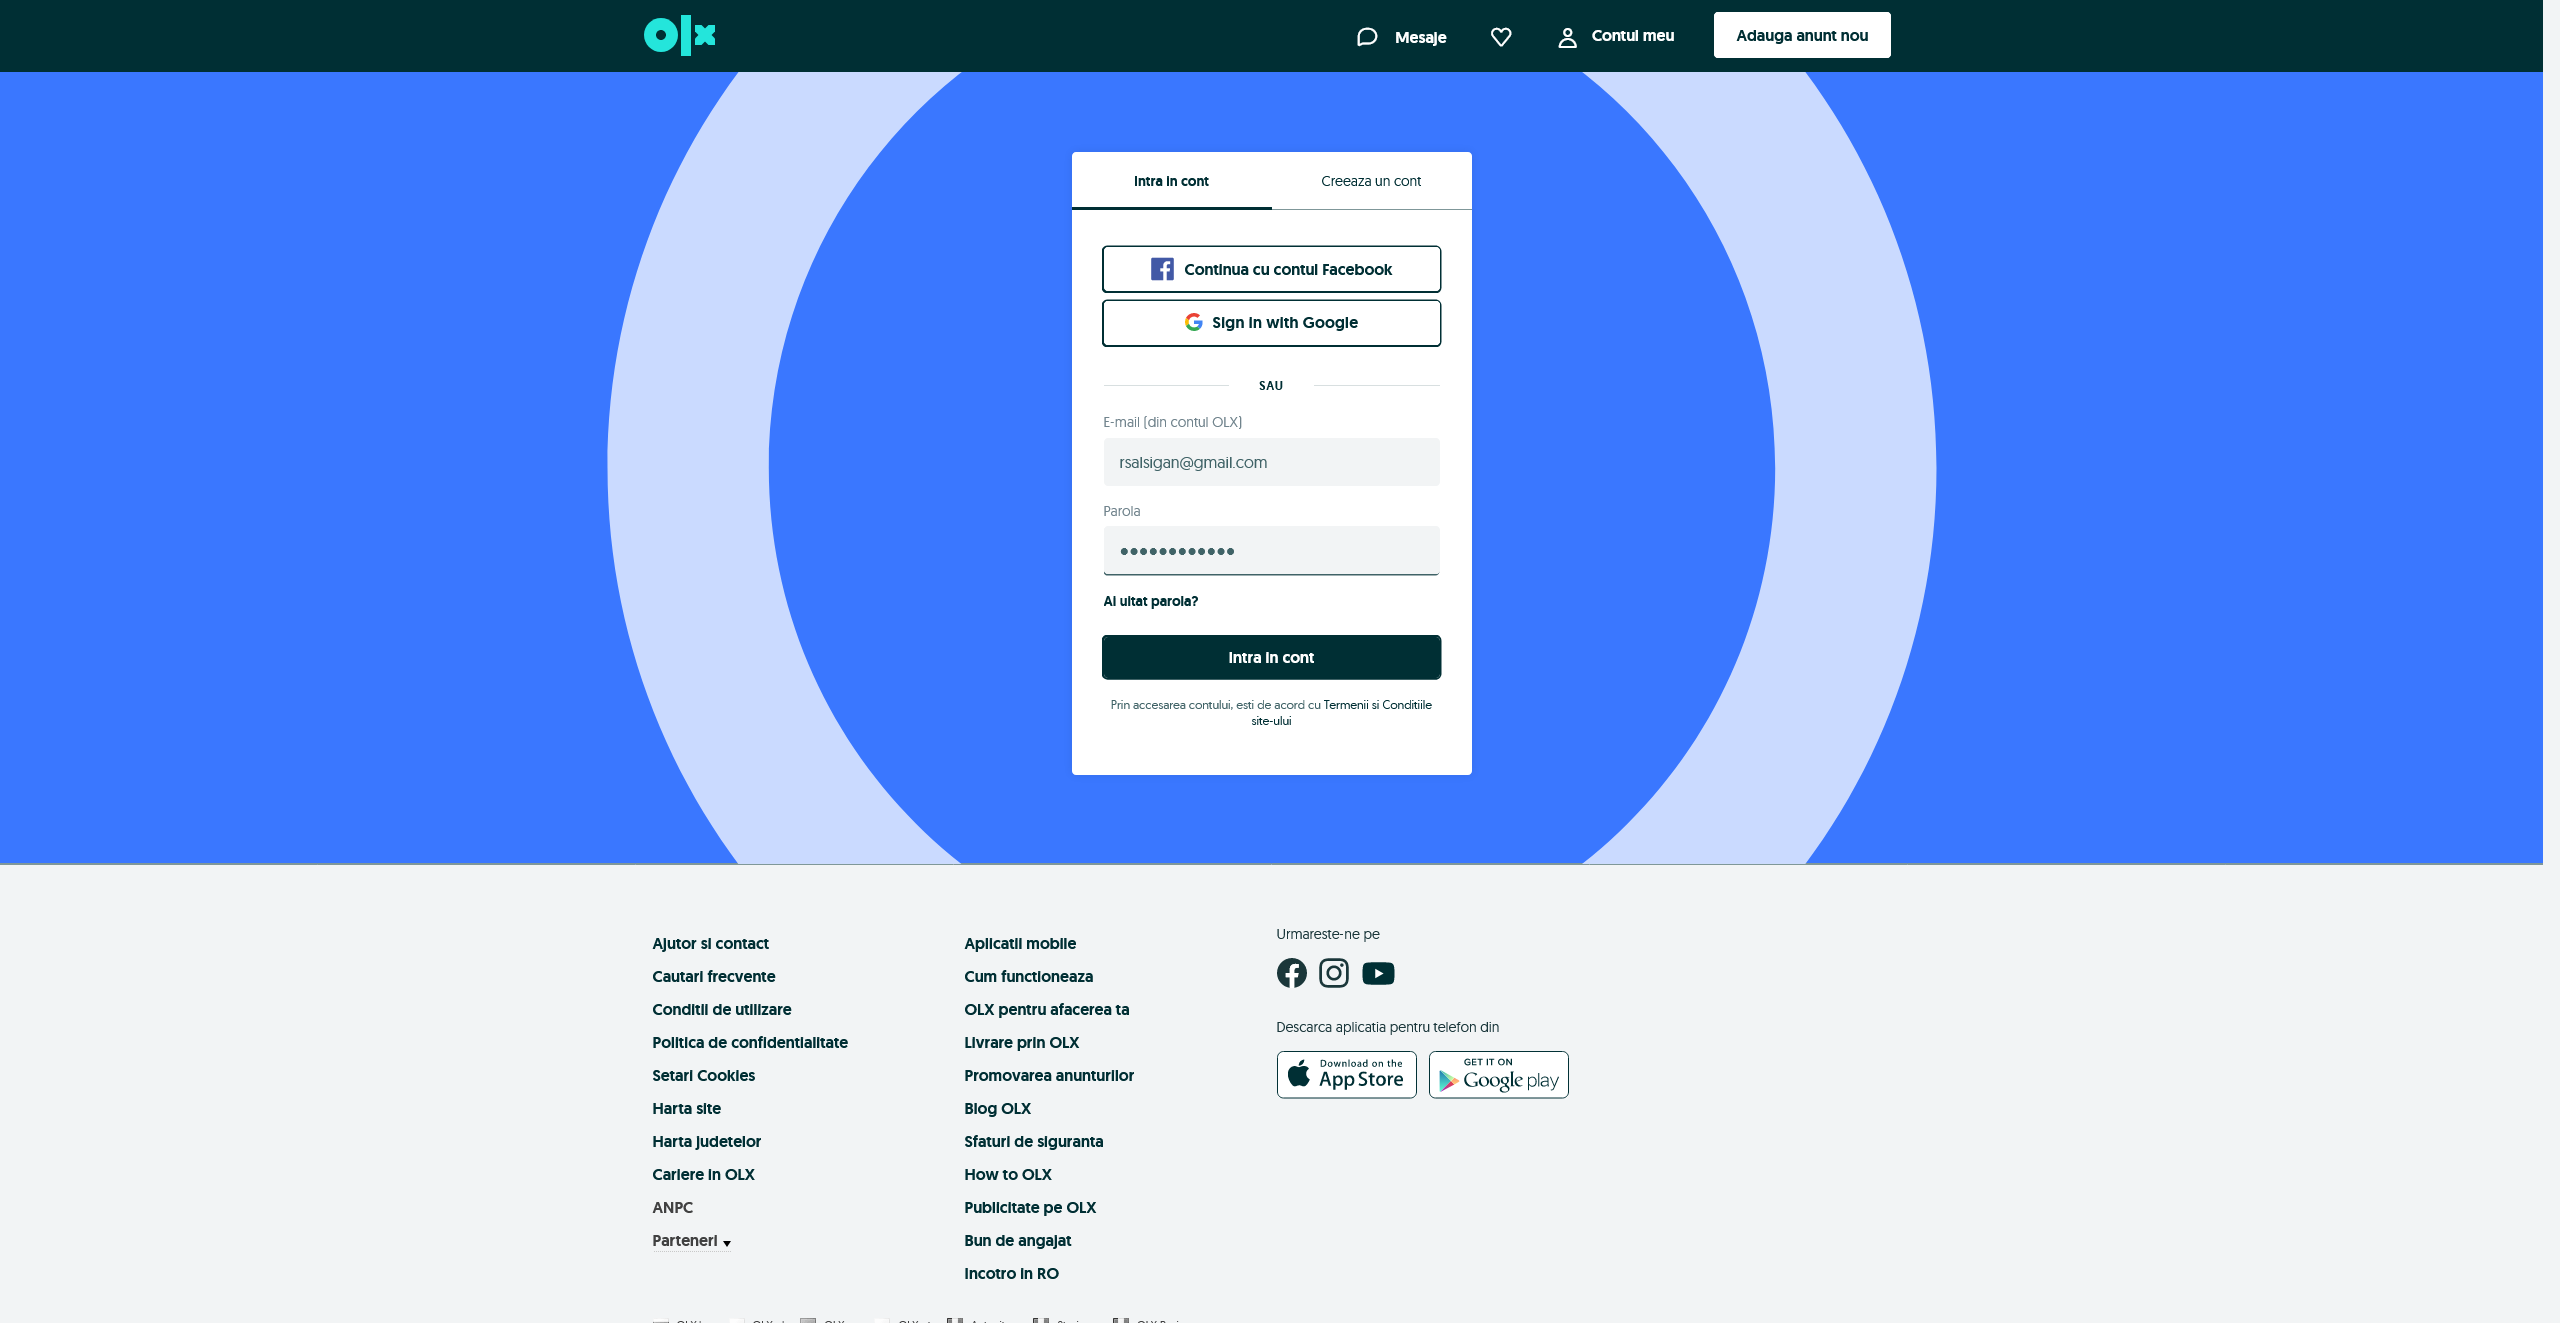 olx
Mesaje
Contul meu
Adauga anunt nou
Intra in cont
Creeaza un cont
Continua cu contul Facebook
Sign in with Google
SAU
E-mail (din contul OLX)
rsalsigan@gmail.com
Parola
●●●●●●●●●●●●
Ai uitat parola?
Intra in cont
Prin accesarea contului, esti de acord cu Termenii si Conditiile
site-ului
Ajutor si contact
Cautari frecvente
Conditii de utilizare
Politica de confidentialitate
Setari Cookies
Harta site
Harta judetelor
Cariere in OLX
ANPC
Parteneri
Aplicatii mobile
Cum functioneaza
OLX pentru afacerea ta
Livrare prin OLX
Promovarea anunturilor
Blog OLX
Sfaturi de siguranta
How to OLX
Publicitate pe OLX
Bun de angajat
Incotro in RO
Urmareste-ne pe
Descarca aplicatia pentru telefon din
Download on the
App Store
GET IT ON
Google play